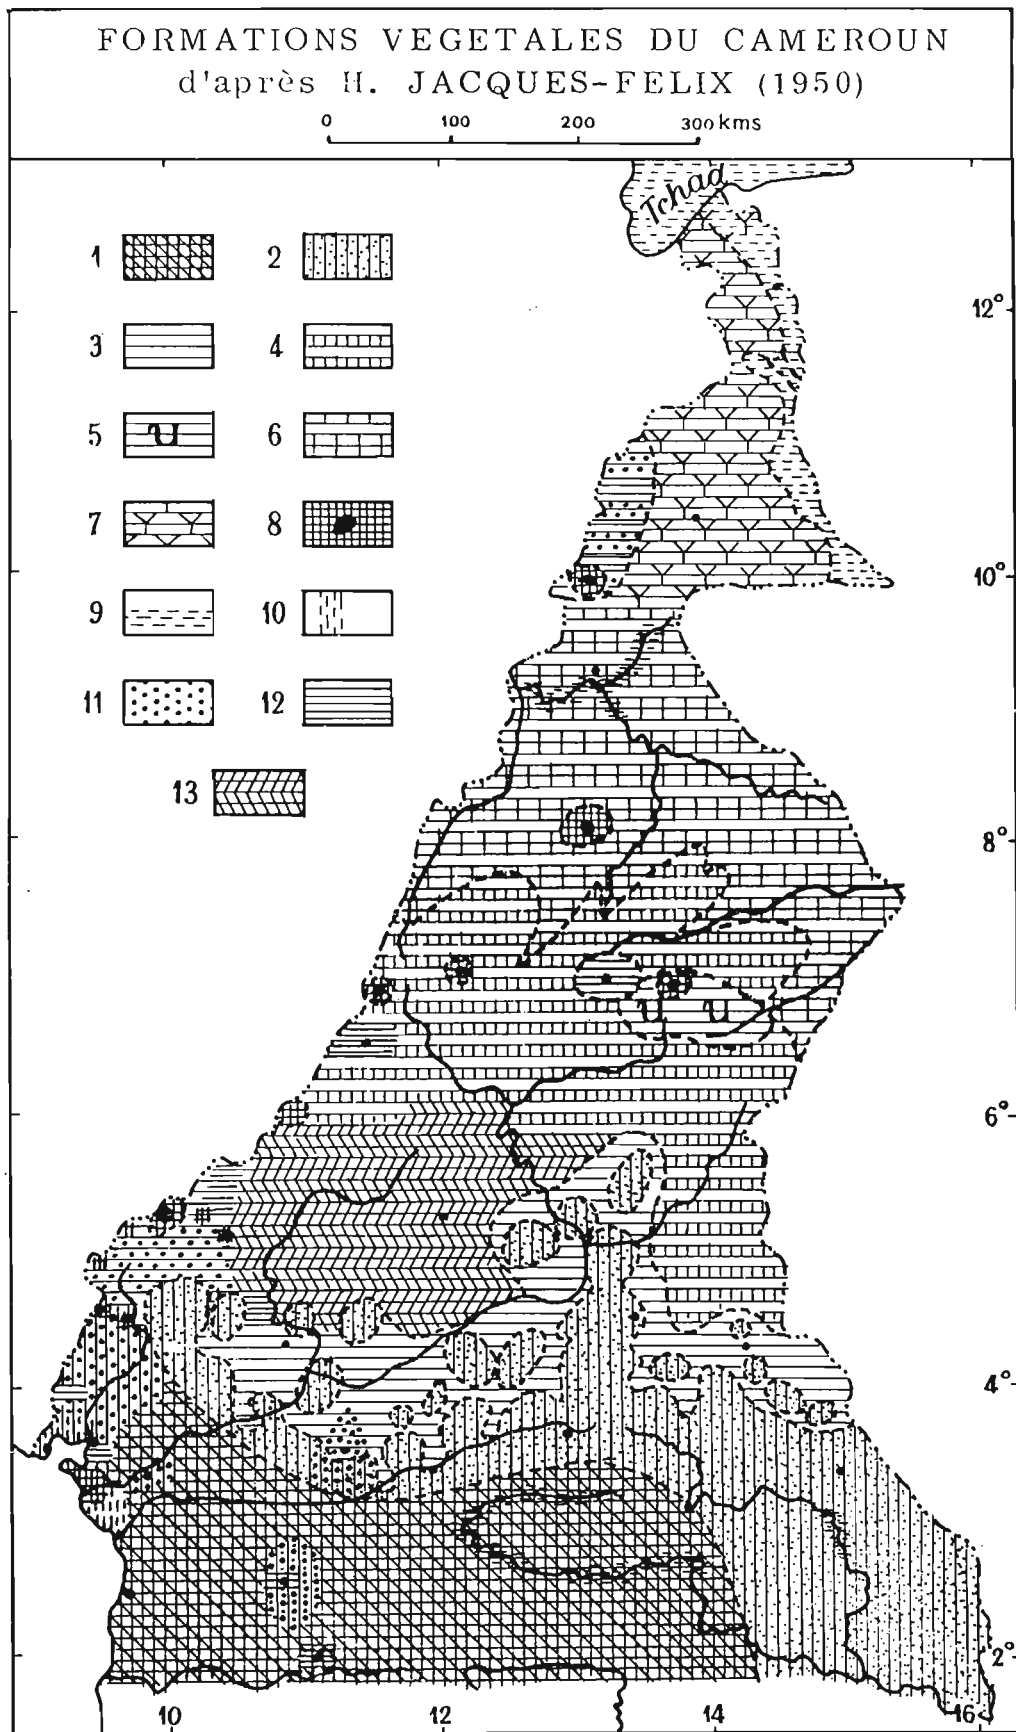 FORMATIONS VEGETALES DU CAMEROUN
d'après H. JACQUES-FELIX (1950)
0 100 200 300 kms
Tchad
1 2
3 4
5 u 6
7 8
9 10
11 12
13
12°
10°
8°
u u
6°
4°
2°
10 12 14 16